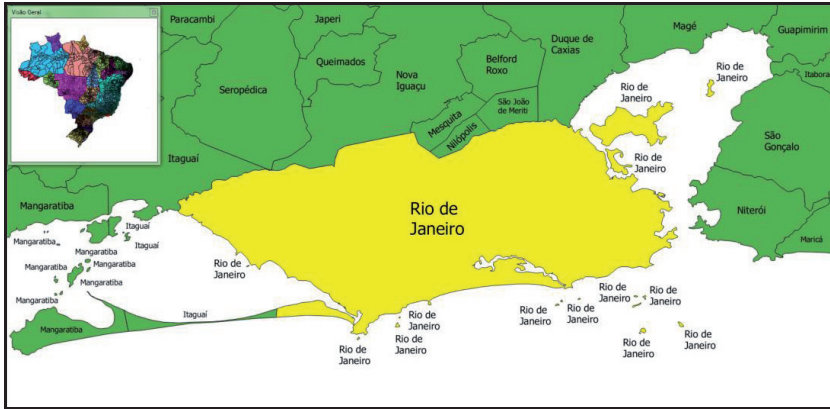 Visão Geral
Paracambi
Japeri
Magé
Guapimirim
Duque de
Caxias
Queimados
Belford
Roxo
Nova
Iguaçu
Seropédica
Rio de
Janeiro
Itabora
Rio de
Janeiro
São João
de Meriti
Mesquita
Nilópolis
São
Gonçalo
Itaguaí
Rio de
Janeiro
Mangaratiba
Rio de
Janeiro
Niterói
Itaguaí
Mangaratiba
Itaguaí
Maricá
Mangaratiba
Mangaratiba
Mangaratiba
Rio de
Janeiro
Mangaratiba
Mangaratiba
Itaguaí
Mangaratiba
Rio de
Janeiro
Rio de
Janeiro
Rio de
Janeiro
Rio de
Janeiro
Rio de
Janeiro
Rio de
Janeiro
Rio de
Janeiro
Rio de
Janeiro
Rio de
Janeiro